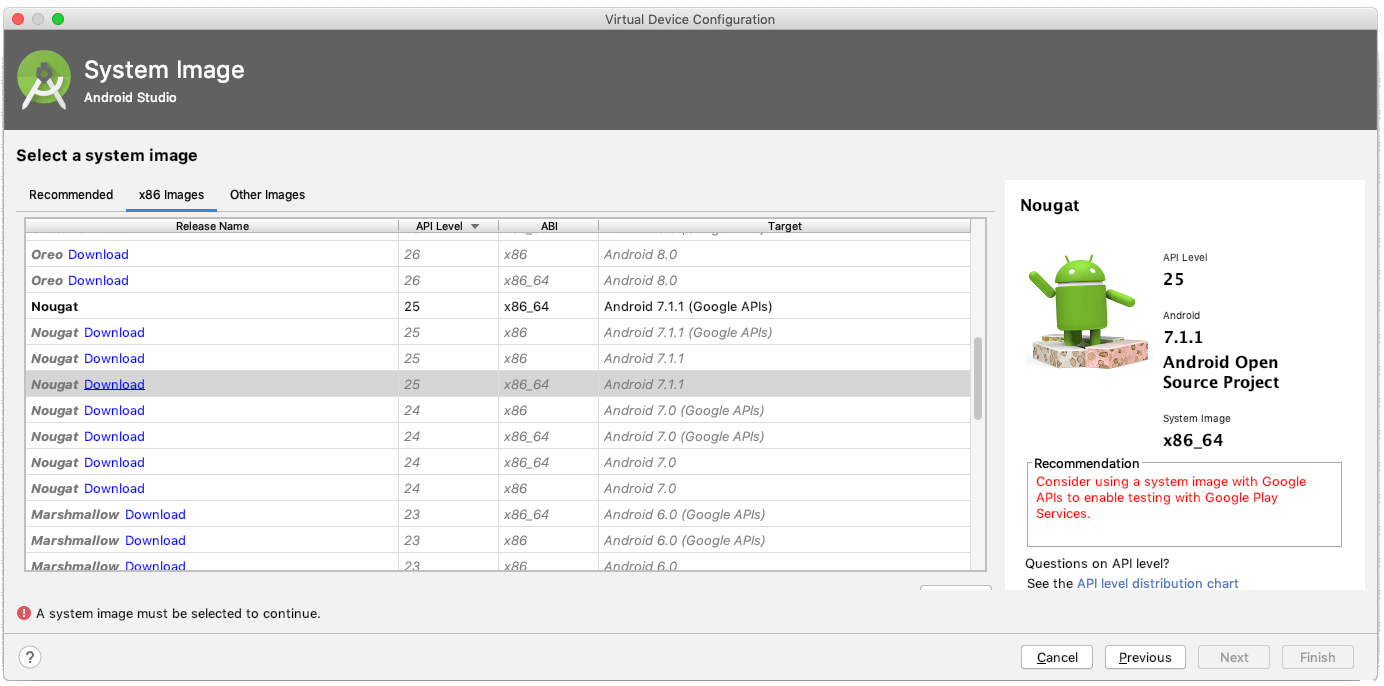 Virtual Device Configuration
System Image
Android Studio
Select a system image
Recommended x86 Images Other Images
Release Name API Level ABI Target
Oreo Download 26 x86 Android 8.0
Oreo Download 26 x86_64 Android 8.0
Nougat 25 x86_64 Android 7.1.1 (Google APIs)
Nougat Download 25 x86 Android 7.1.1 (Google APIs)
Nougat Download 25 x86 Android 7.1.1
Nougat Download 25 x86_64 Android 7.1.1
Nougat Download 24 x86 Android 7.0 (Google APIs)
Nougat Download 24 x86_64 Android 7.0 (Google APIs)
Nougat Download 24 x86_64 Android 7.0
Nougat Download 24 x86 Android 7.0
Marshmallow Download 23 x86_64 Android 6.0 (Google APIs)
Marshmallow Download 23 x86 Android 6.0 (Google APIs)
Marshmallow Download 23 x86 Android 6.0
Nougat
API Level
25
Android
7.1.1
Android Open
Source Project
System Image
x86_64
Recommendation
Consider using a system image with Google
APIs to enable testing with Google Play
Services.
Questions on API level?
See the API level distribution chart
A system image must be selected to continue.
? Cancel Previous Next Finish